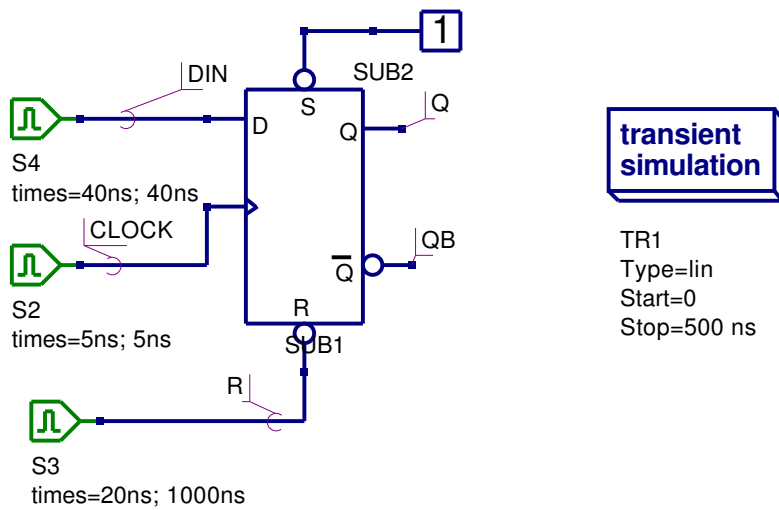 1
DIN
SUB2
Q
S
D
Q
transient
simulation
S4
times=40ns; 40ns
CLOCK
QB
Q
TR1
Type=lin
Start=0
Stop=500 ns
S2
times=5ns; 5ns
R
SUB1
R
S3
times=20ns; 1000ns